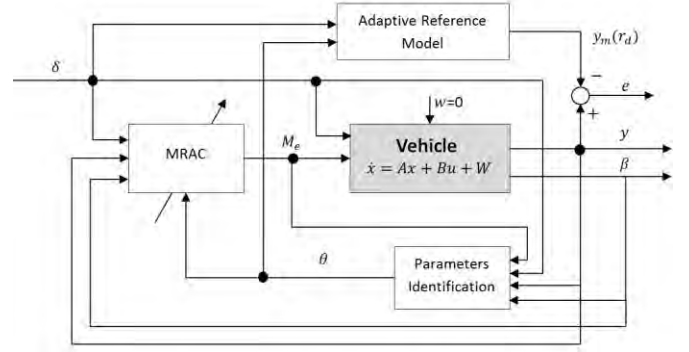 Adaptive Reference
Model
y_m(r_d)
δ
−
e
w=0
+
MRAC
M_e
Vehicle
ẋ = Ax + Bu + W
y
β
θ
Parameters
Identification